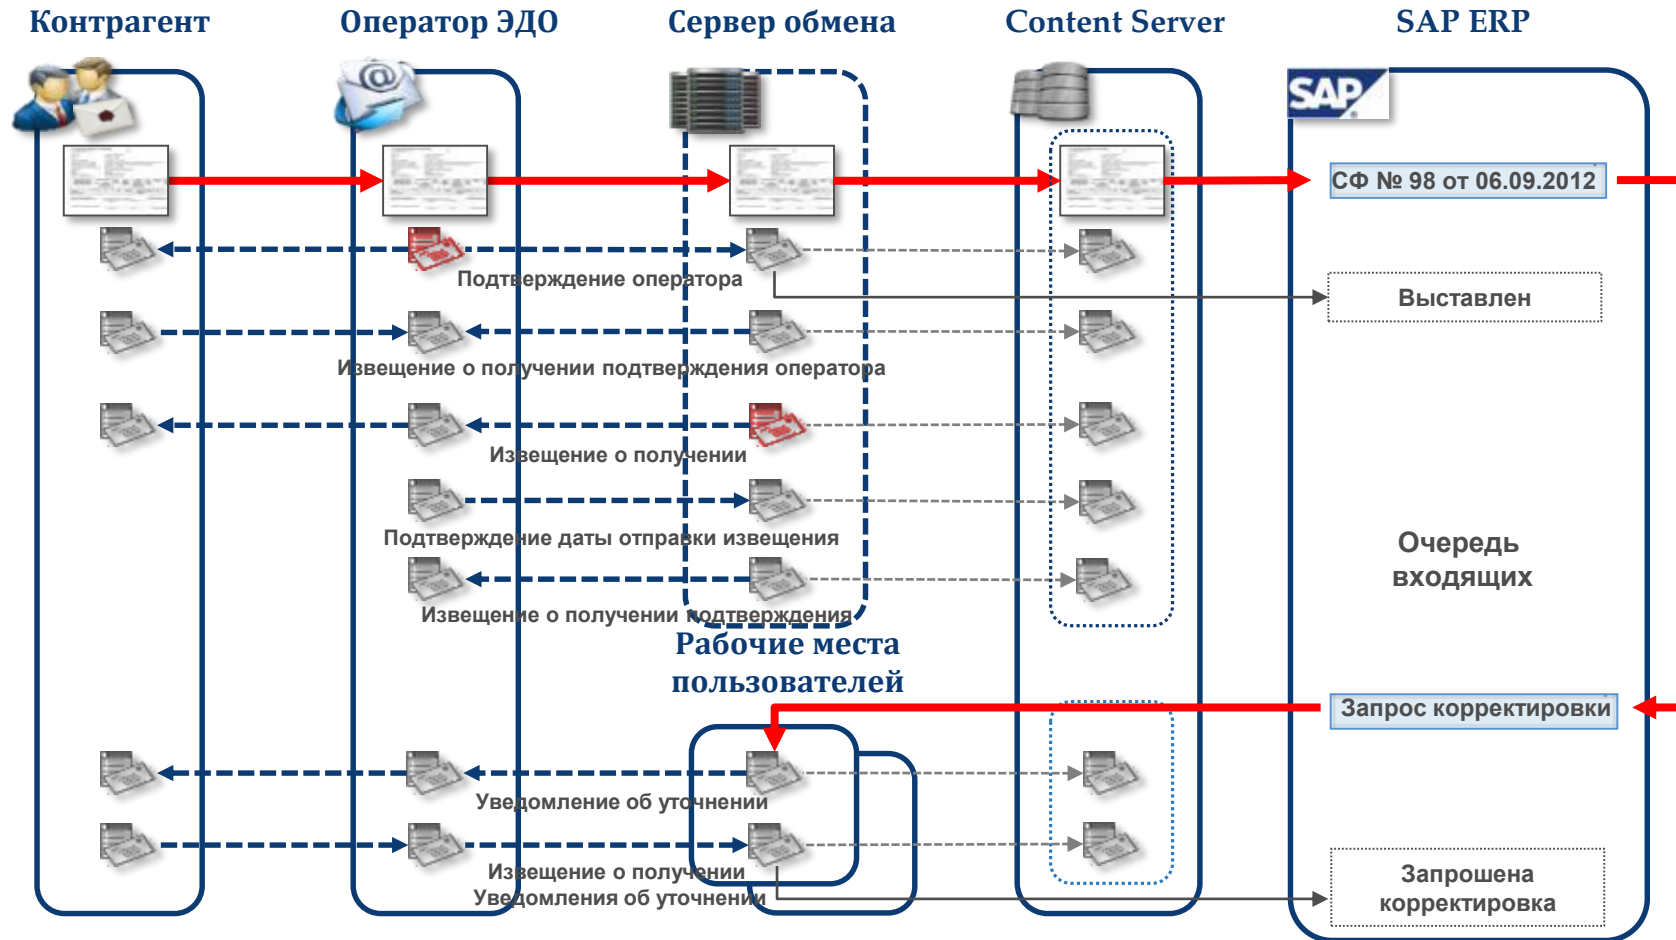 Контрагент
Оператор ЭДО
Сервер обмена
Content Server
SAP ERP
SAP
СФ № 98 от 06.09.2012
Подтверждение оператора
Выставлен
Извещение о получении подтверждения оператора
Извещение о получении
Подтверждение даты отправки извещения
Очередь
входящих
Извещение о получении подтверждения
Рабочие места
пользователей
Запрос корректировки
Уведомление об уточнении
Извещение о получении
Уведомления об уточнении
Запрошена
корректировка